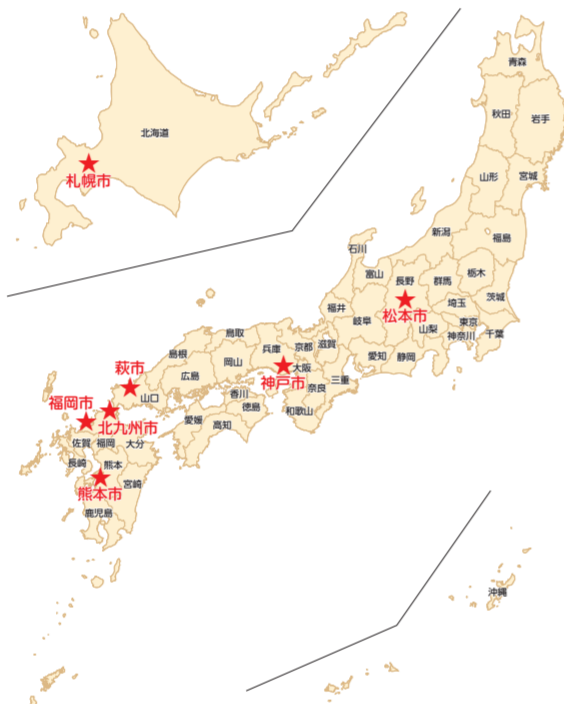 北海道
札幌市
青森
秋田
岩手
山形
宮城
新潟
福島
石川
富山
長野
群馬
栃木
松本市
埼玉
茨城
福井
岐阜
山梨
東京
神奈川
千葉
愛知
静岡
鳥取
島根
兵庫
京都
滋賀
岡山
大阪
広島
神戸市
三重
奈良
和歌山
萩市
山口
香川
徳島
愛媛
高知
福岡市
北九州市
佐賀
福岡
大分
長崎
熊本
熊本市
宮崎
鹿児島
沖縄